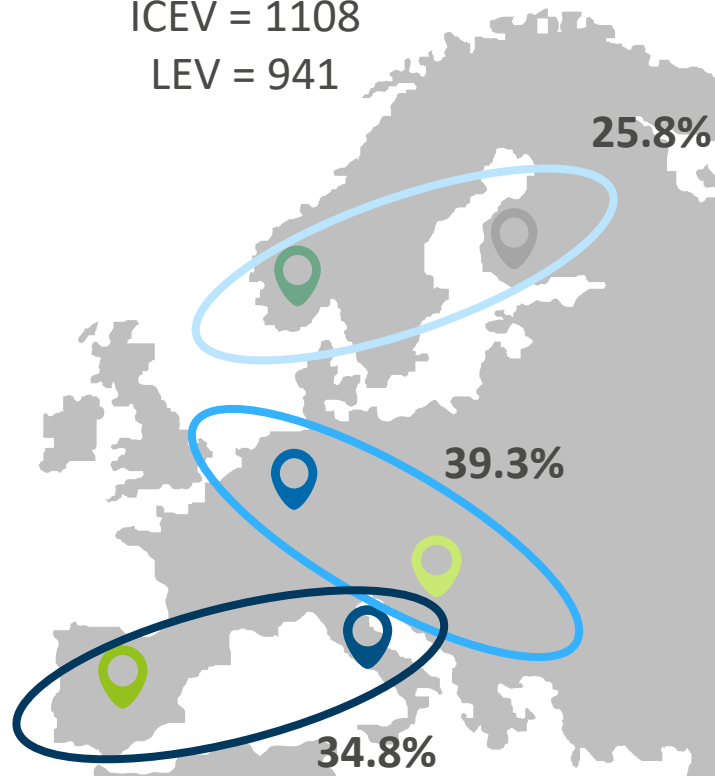 ICEV = 1108
LEV = 941
25.8%
39.3%
34.8%